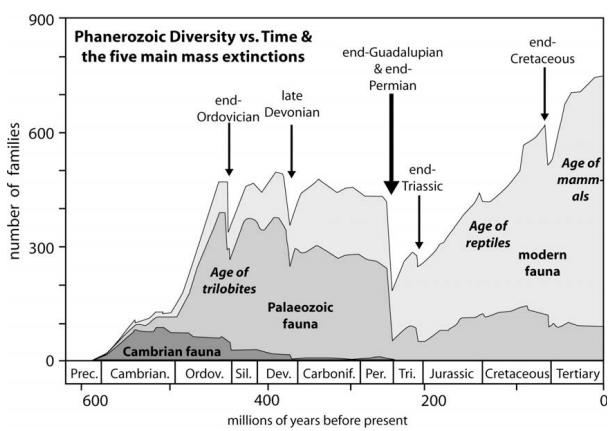 Phanerozoic Diversity vs. Time &
the five main mass extinctions
900
600
300
0
number of families
end-
Ordovician
late
Devonian
end-Guadalupian
& end-
Permian
end-
Triassic
end-
Cretaceous
Age of
trilobites
Palaeozoic
fauna
Cambrian fauna
Age of
reptiles
modern
fauna
Age of
mamm-
als
Prec. Cambrian. Ordov. Sil. Dev. Carbonif. Per. Tri. Jurassic Cretaceous Tertiary
600 400 200 0
millions of years before present